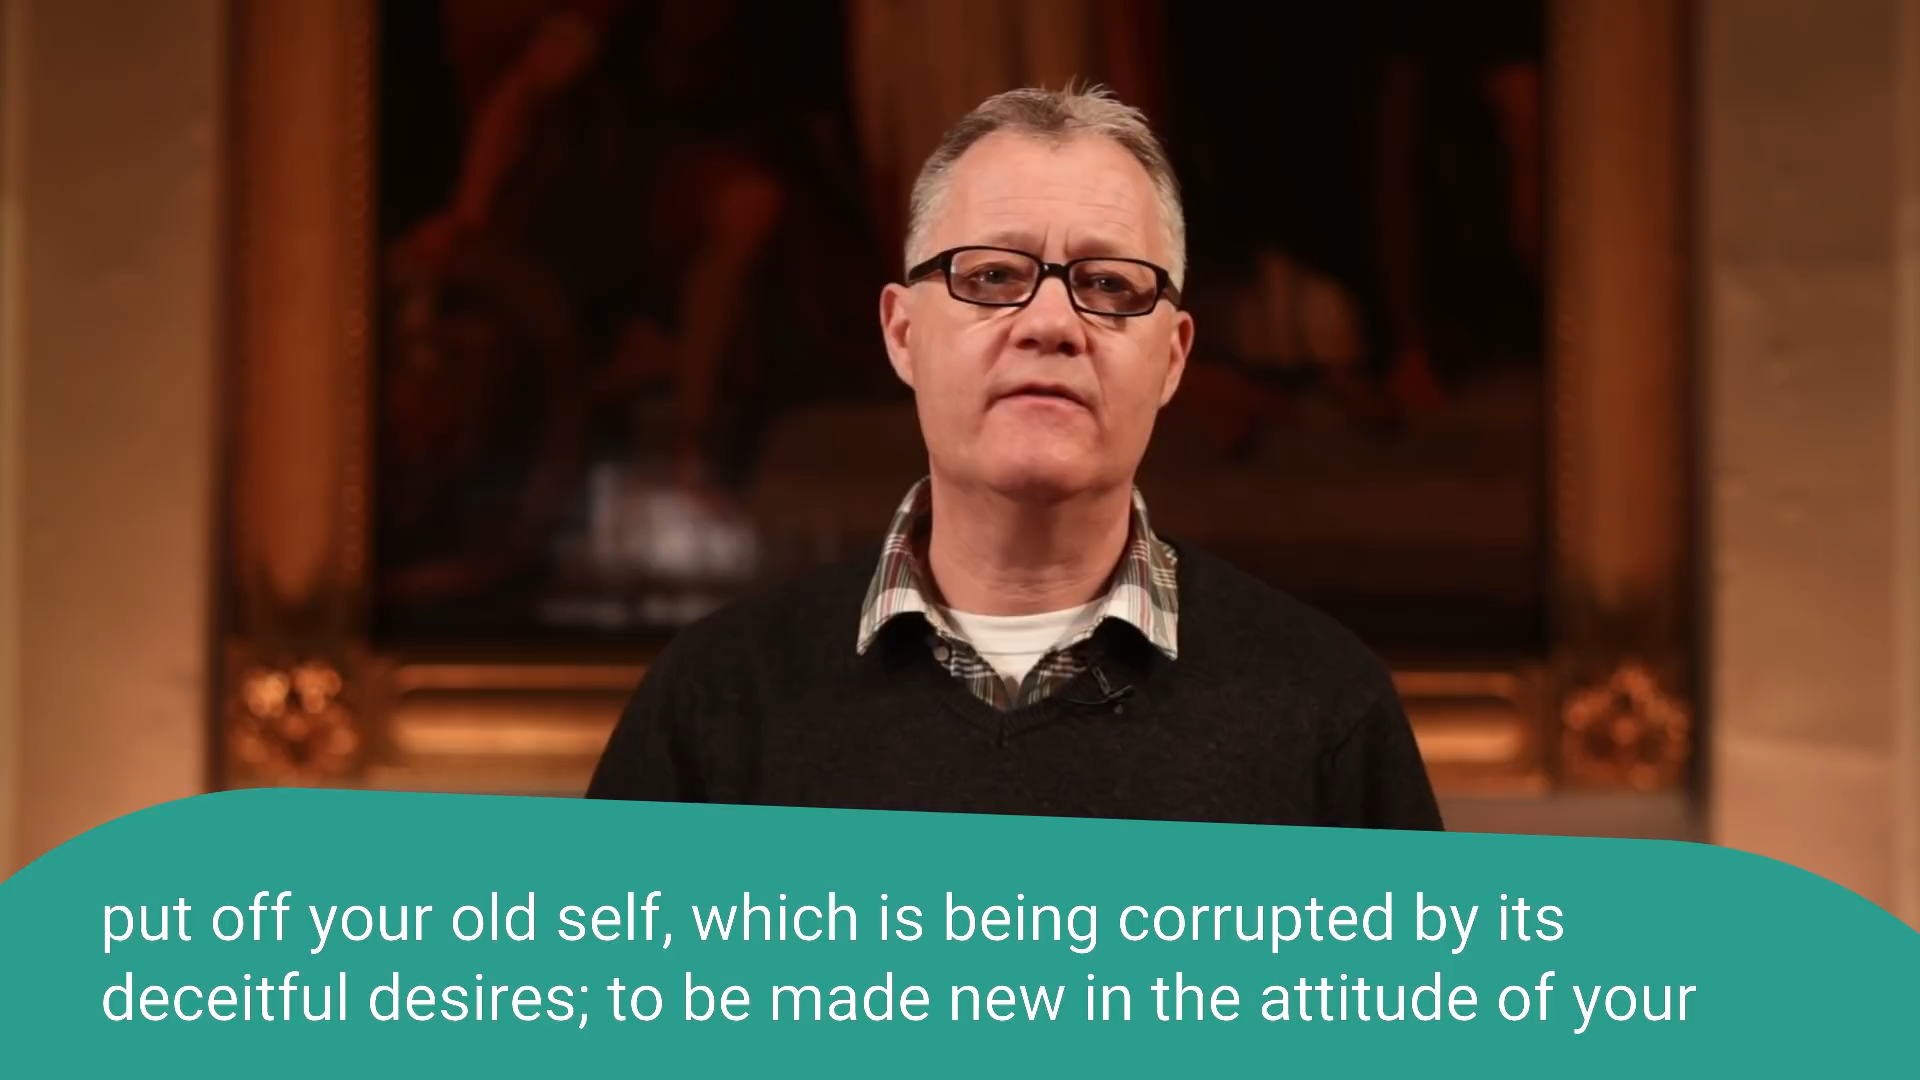 put off your old self, which is being corrupted by its
deceitful desires; to be made new in the attitude of your